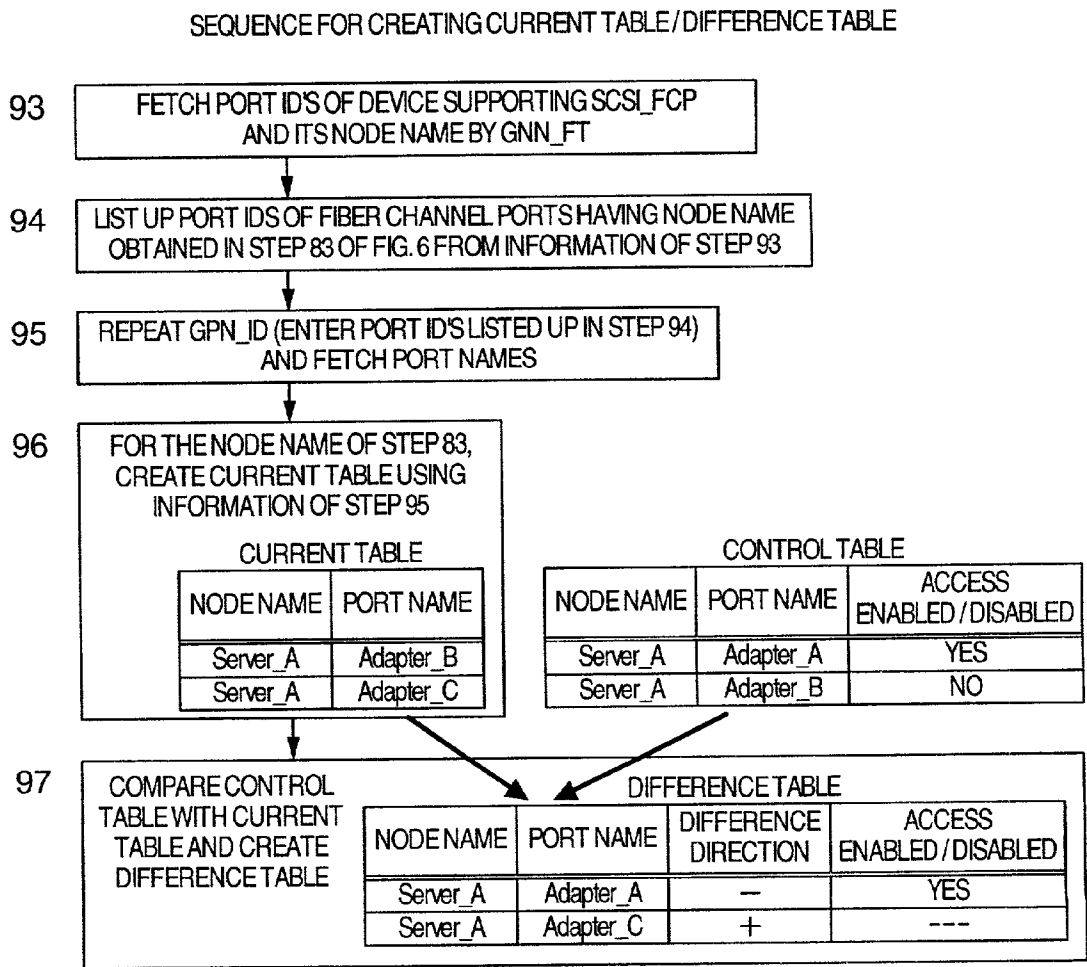 SEQUENCE FOR CREATING CURRENT TABLE / DIFFERENCE TABLE
93
FETCH PORT ID'S OF DEVICE SUPPORTING SCSI_FCP
AND ITS NODE NAME BY GNN_FT
94
LIST UP PORT IDS OF FIBER CHANNEL PORTS HAVING NODE NAME
OBTAINED IN STEP 83 OF FIG. 6 FROM INFORMATION OF STEP 93
95
REPEAT GPN_ID (ENTER PORT ID'S LISTED UP IN STEP 94)
AND FETCH PORT NAMES
96
FOR THE NODE NAME OF STEP 83,
CREATE CURRENT TABLE USING
INFORMATION OF STEP 95
CURRENT TABLE
NODE NAME PORT NAME
Server_A Adapter_B
Server_A Adapter_C
CONTROL TABLE
NODE NAME PORT NAME ACCESS
ENABLED / DISABLED
Server_A Adapter_A YES
Server_A Adapter_B NO
97
COMPARE CONTROL
TABLE WITH CURRENT
TABLE AND CREATE
DIFFERENCE TABLE
DIFFERENCE TABLE
NODE NAME PORT NAME DIFFERENCE
DIRECTION ACCESS
ENABLED / DISABLED
Server_A Adapter_A − YES
Server_A Adapter_C + ---